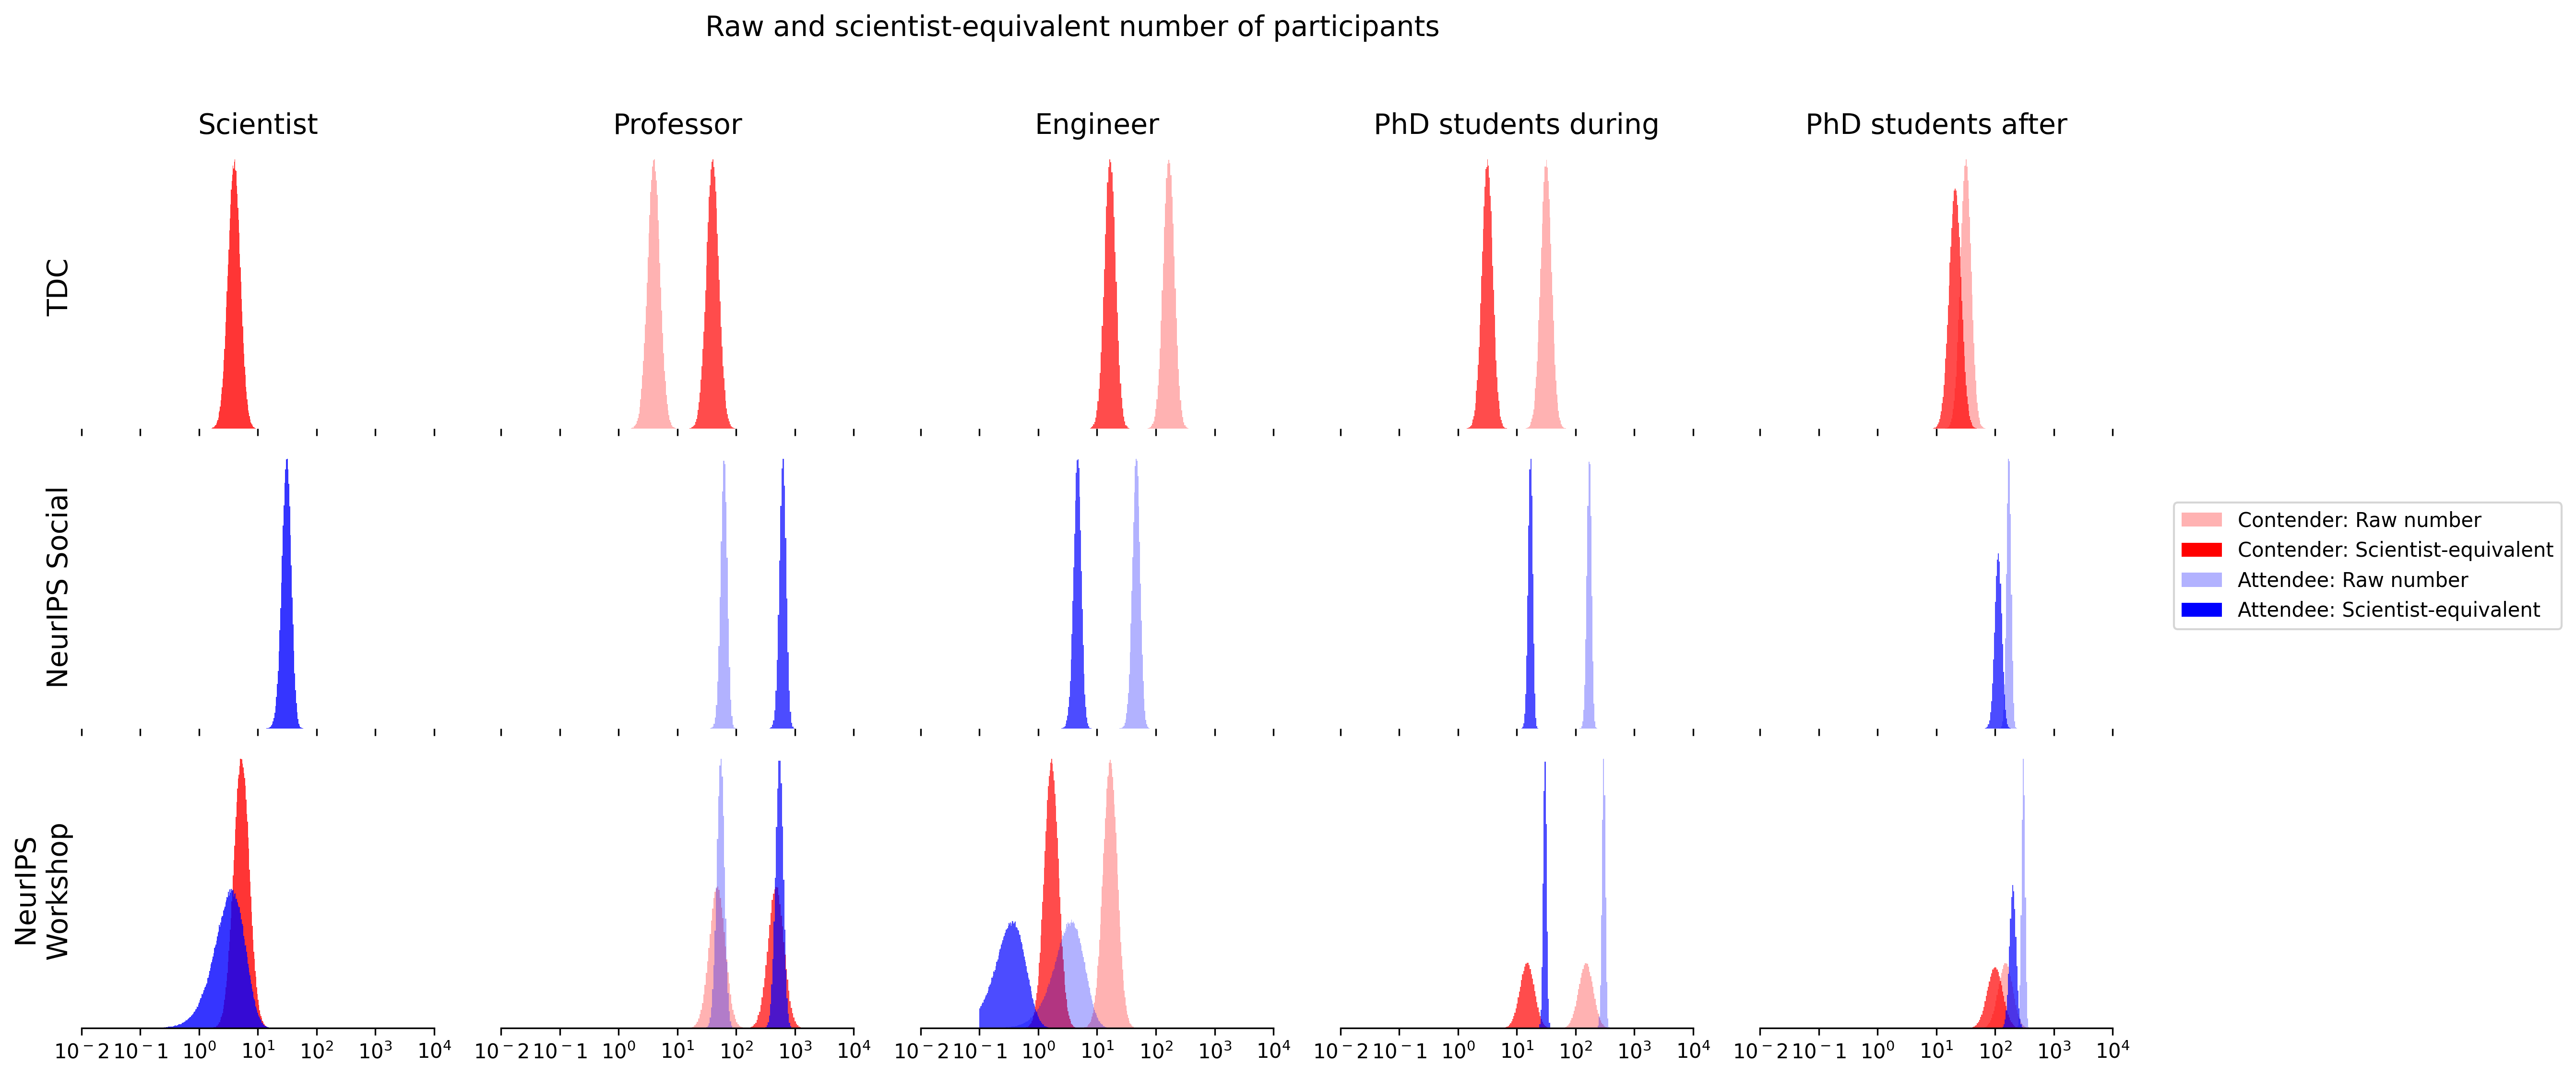 Raw and scientist-equivalent number of participants
Scientist Professor Engineer PhD students during PhD students after
TDC
NeurIPS Social
NeurIPS
Workshop
Contender: Raw number
Contender: Scientist-equivalent
Attendee: Raw number
Attendee: Scientist-equivalent
10⁻² 10⁻¹ 10⁰ 10¹ 10² 10³ 10⁴ 10⁻² 10⁻¹ 10⁰ 10¹ 10² 10³ 10⁴ 10⁻² 10⁻¹ 10⁰ 10¹ 10² 10³ 10⁴ 10⁻² 10⁻¹ 10⁰ 10¹ 10² 10³ 10⁴ 10⁻² 10⁻¹ 10⁰ 10¹ 10² 10³ 10⁴